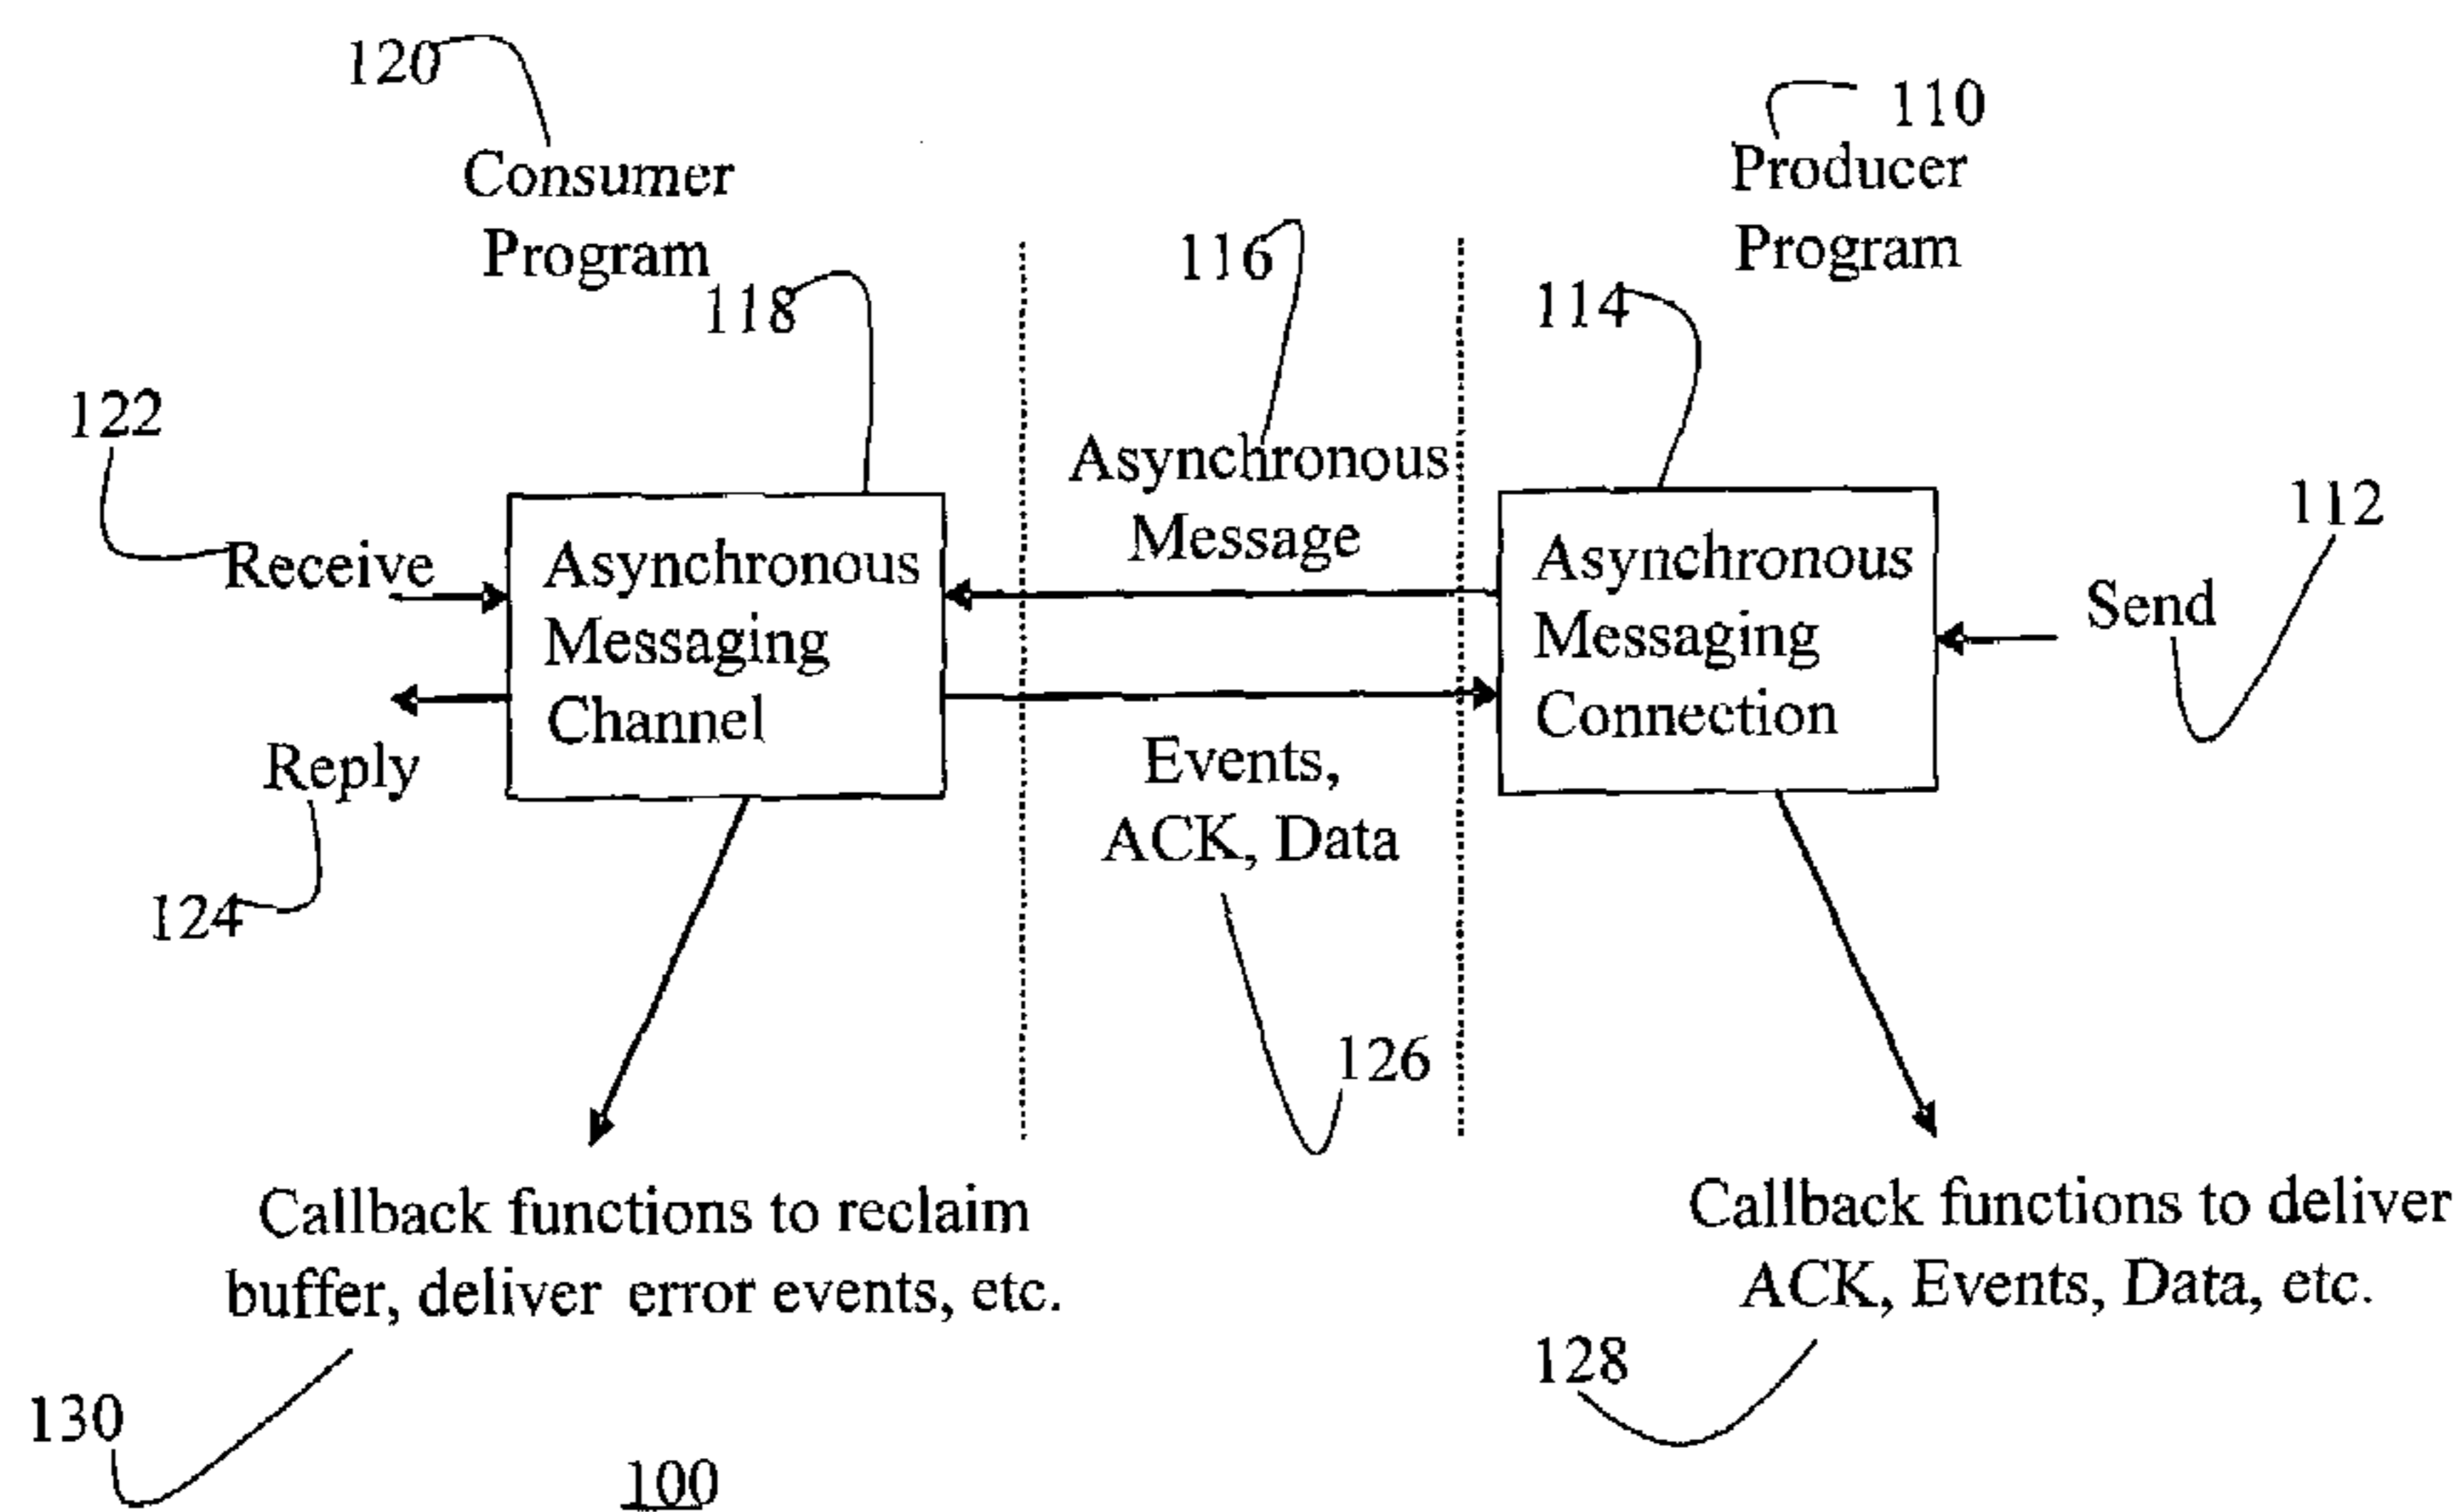 120
110
Consumer
Program
Producer
Program
116
118
114
122
112
Asynchronous
Message
Receive
Asynchronous
Messaging
Channel
Asynchronous
Messaging
Connection
Send
Reply
Events,
ACK, Data
124
126
Callback functions to reclaim
buffer, deliver error events, etc.
Callback functions to deliver
ACK, Events, Data, etc.
128
130
100